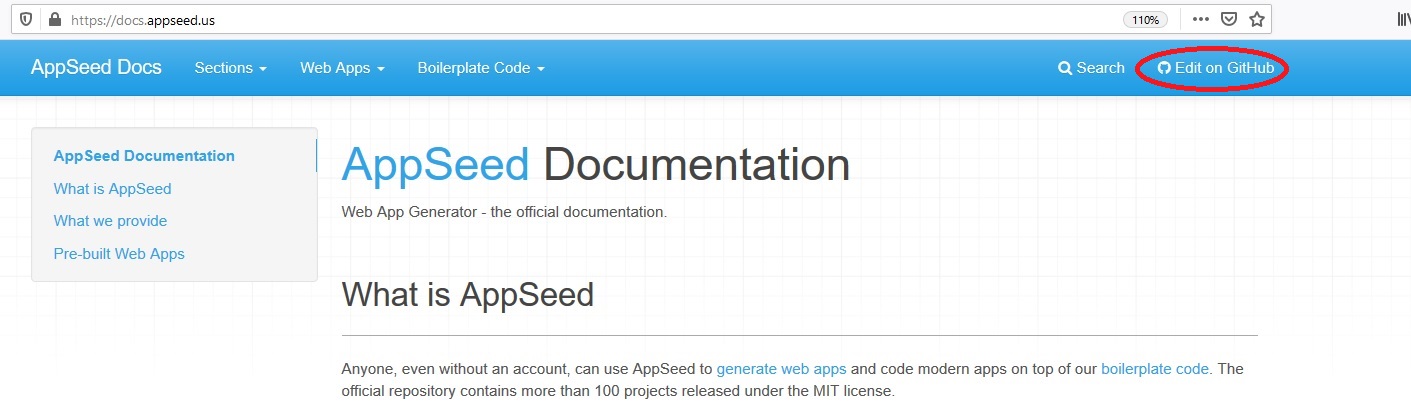 https://docs.appseed.us
110%
AppSeed Docs Sections Web Apps Boilerplate Code Search Edit on GitHub
AppSeed Documentation
What is AppSeed
What we provide
Pre-built Web Apps
AppSeed Documentation
Web App Generator - the official documentation.
What is AppSeed
Anyone, even without an account, can use AppSeed to generate web apps and code modern apps on top of our boilerplate code. The
official repository contains more than 100 projects released under the MIT license.